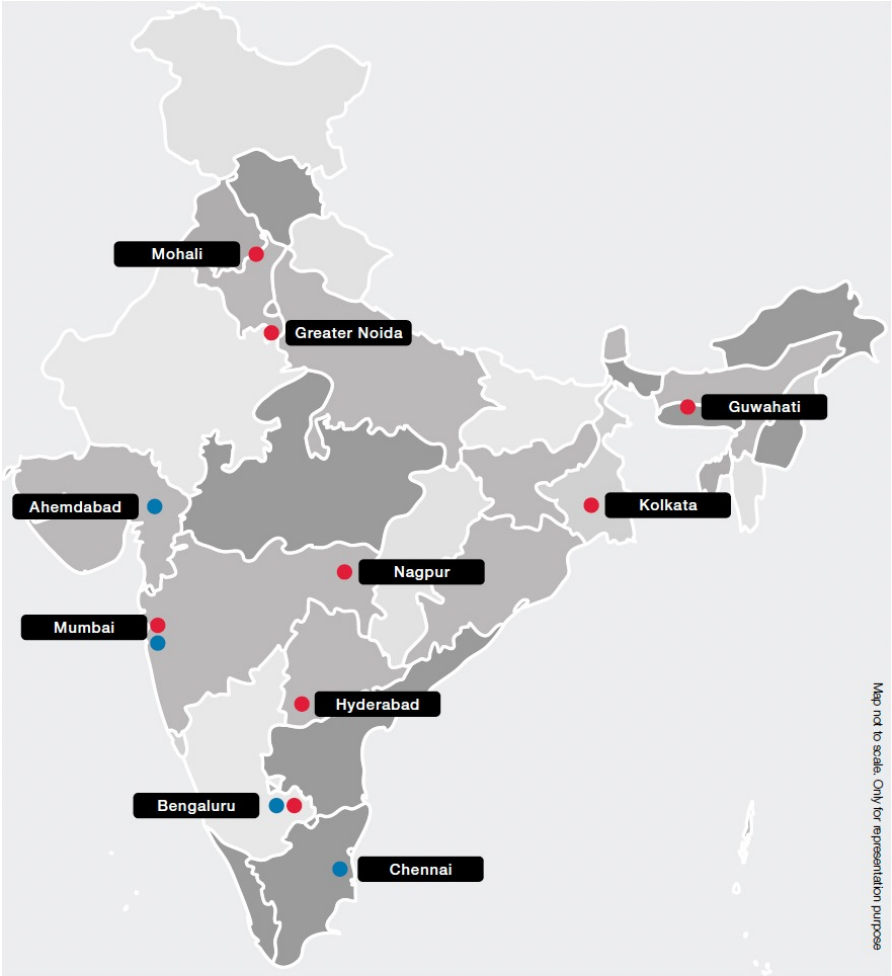 Mohali
Greater Noida
Guwahati
Ahemdabad
Kolkata
Nagpur
Mumbai
Hyderabad
Bengaluru
Chennai
Map not to scale. Only for representation purpose